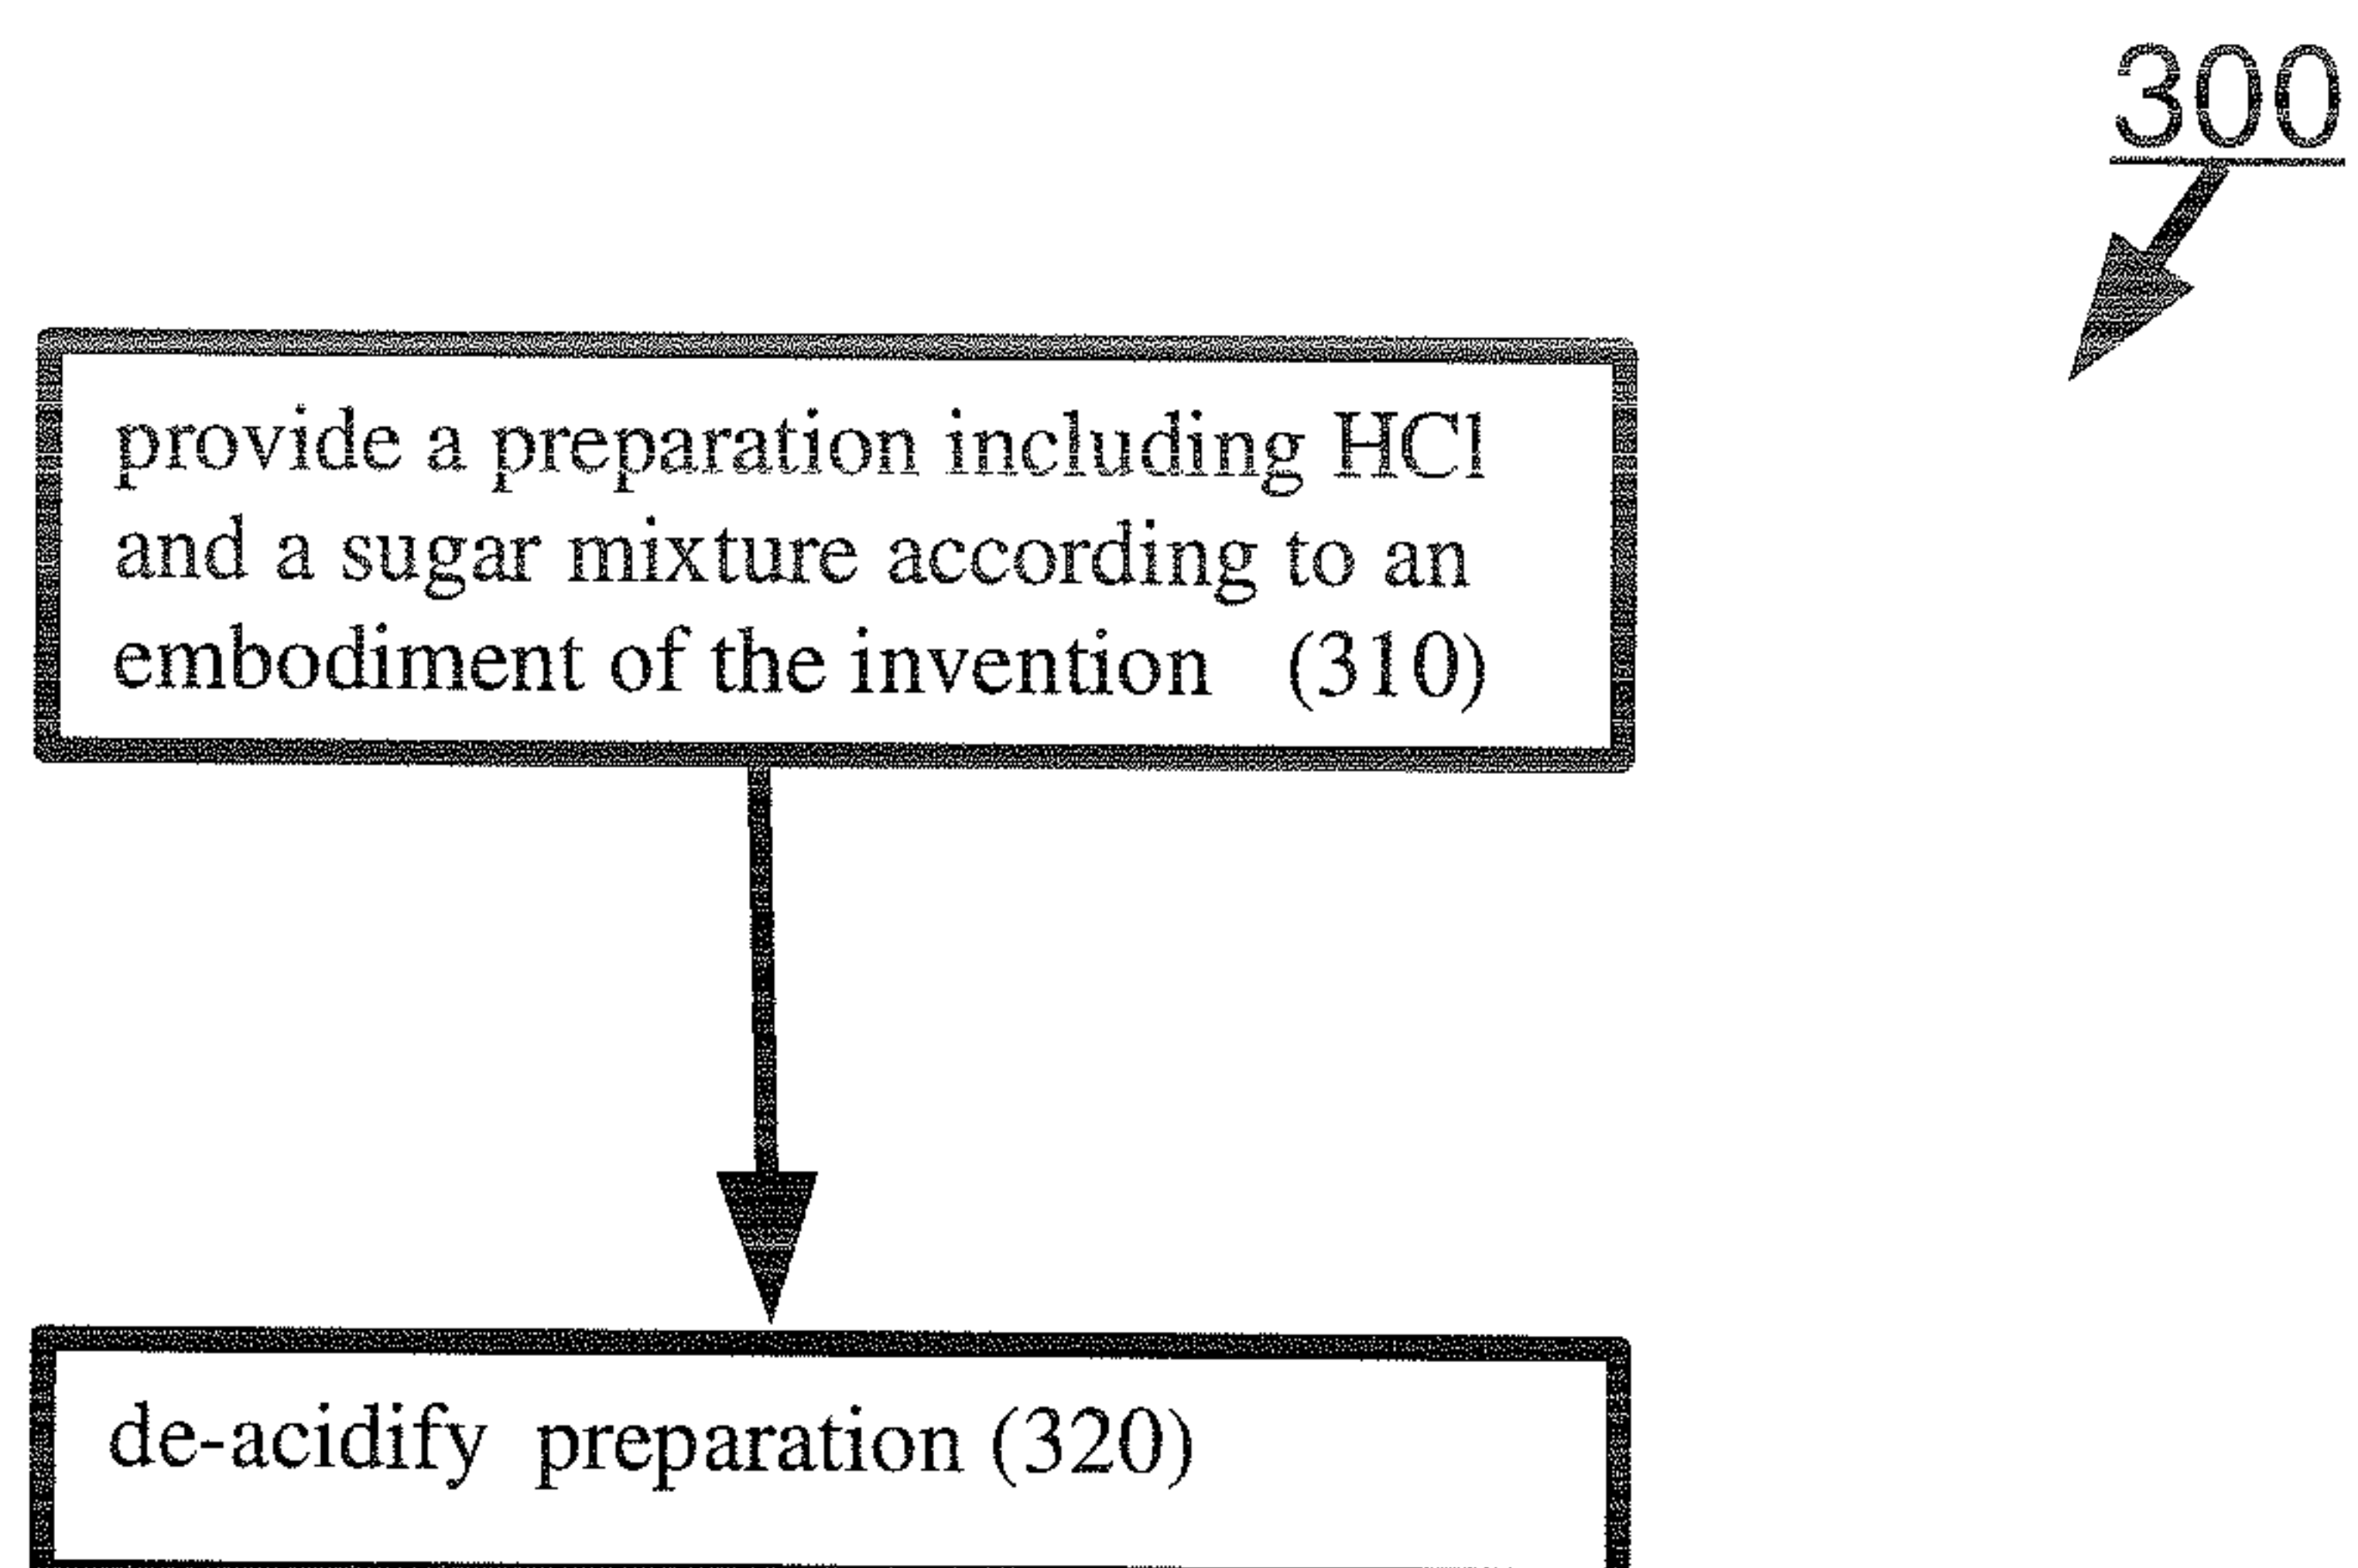 300
provide a preparation including HCl
and a sugar mixture according to an
embodiment of the invention (310)
de-acidify preparation (320)